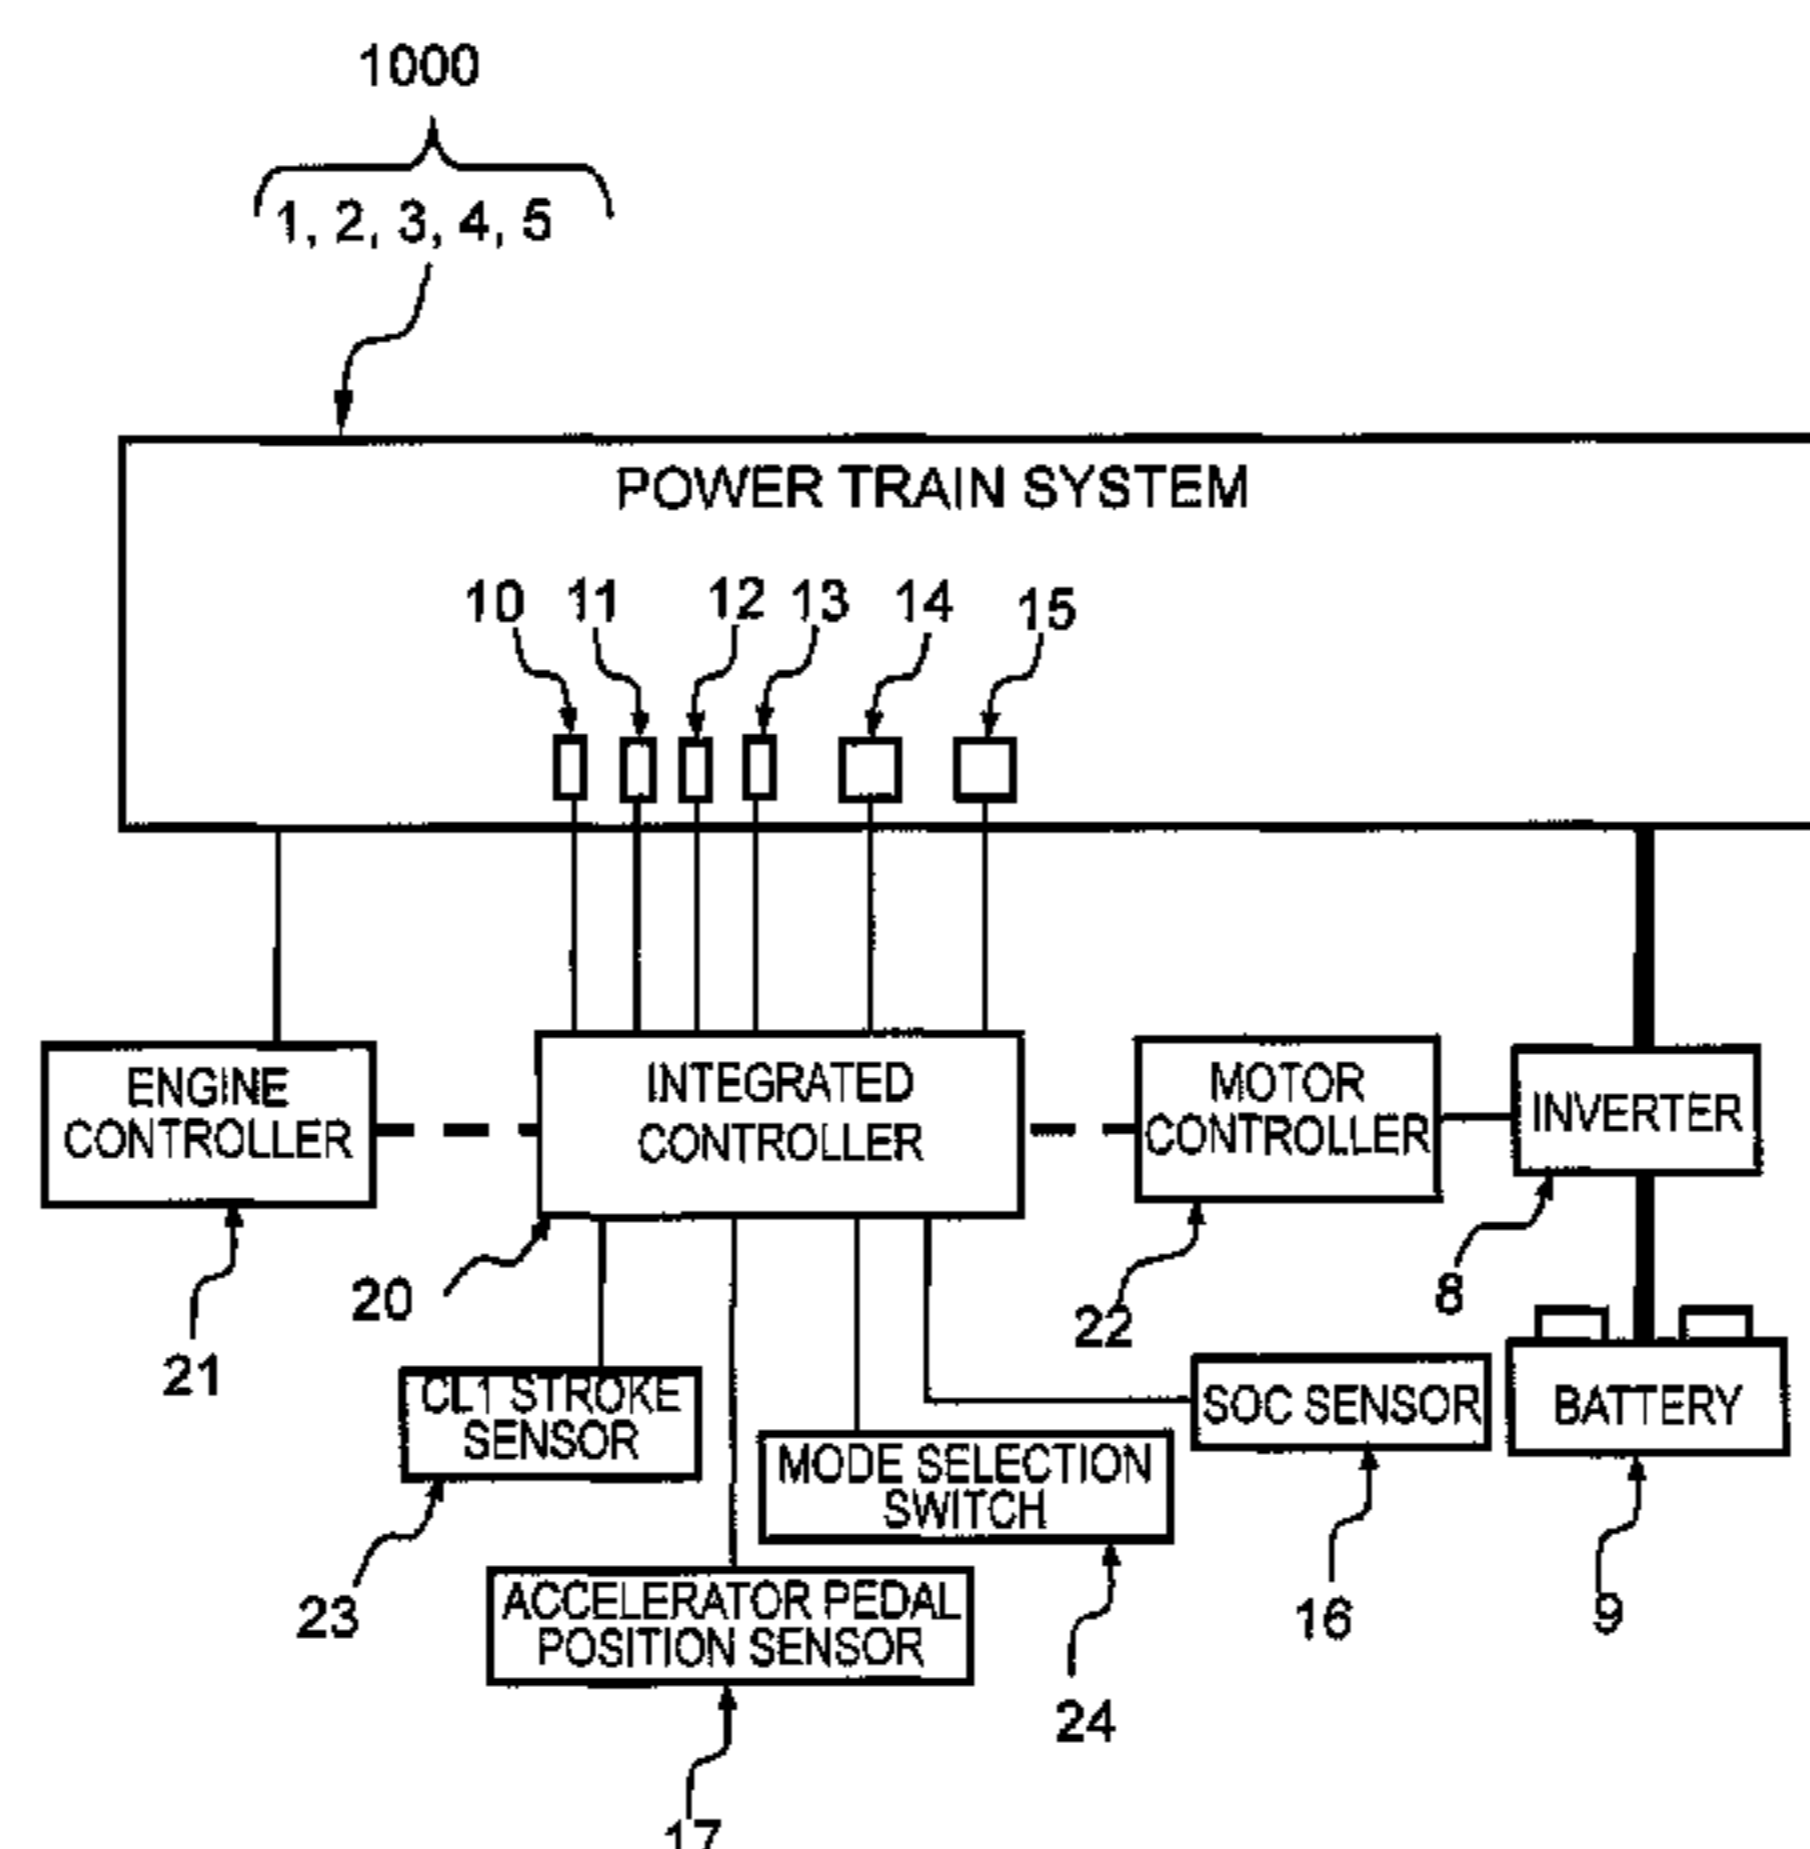 1000
1, 2, 3, 4, 5
POWER TRAIN SYSTEM
10 11 12 13 14 15
ENGINE
CONTROLLER
INTEGRATED
CONTROLLER
MOTOR
CONTROLLER
INVERTER
20
22
8
21
CL1 STROKE
SENSOR
SOC SENSOR
BATTERY
MODE SELECTION
SWITCH
23
ACCELERATOR PEDAL
POSITION SENSOR
16
9
24
17